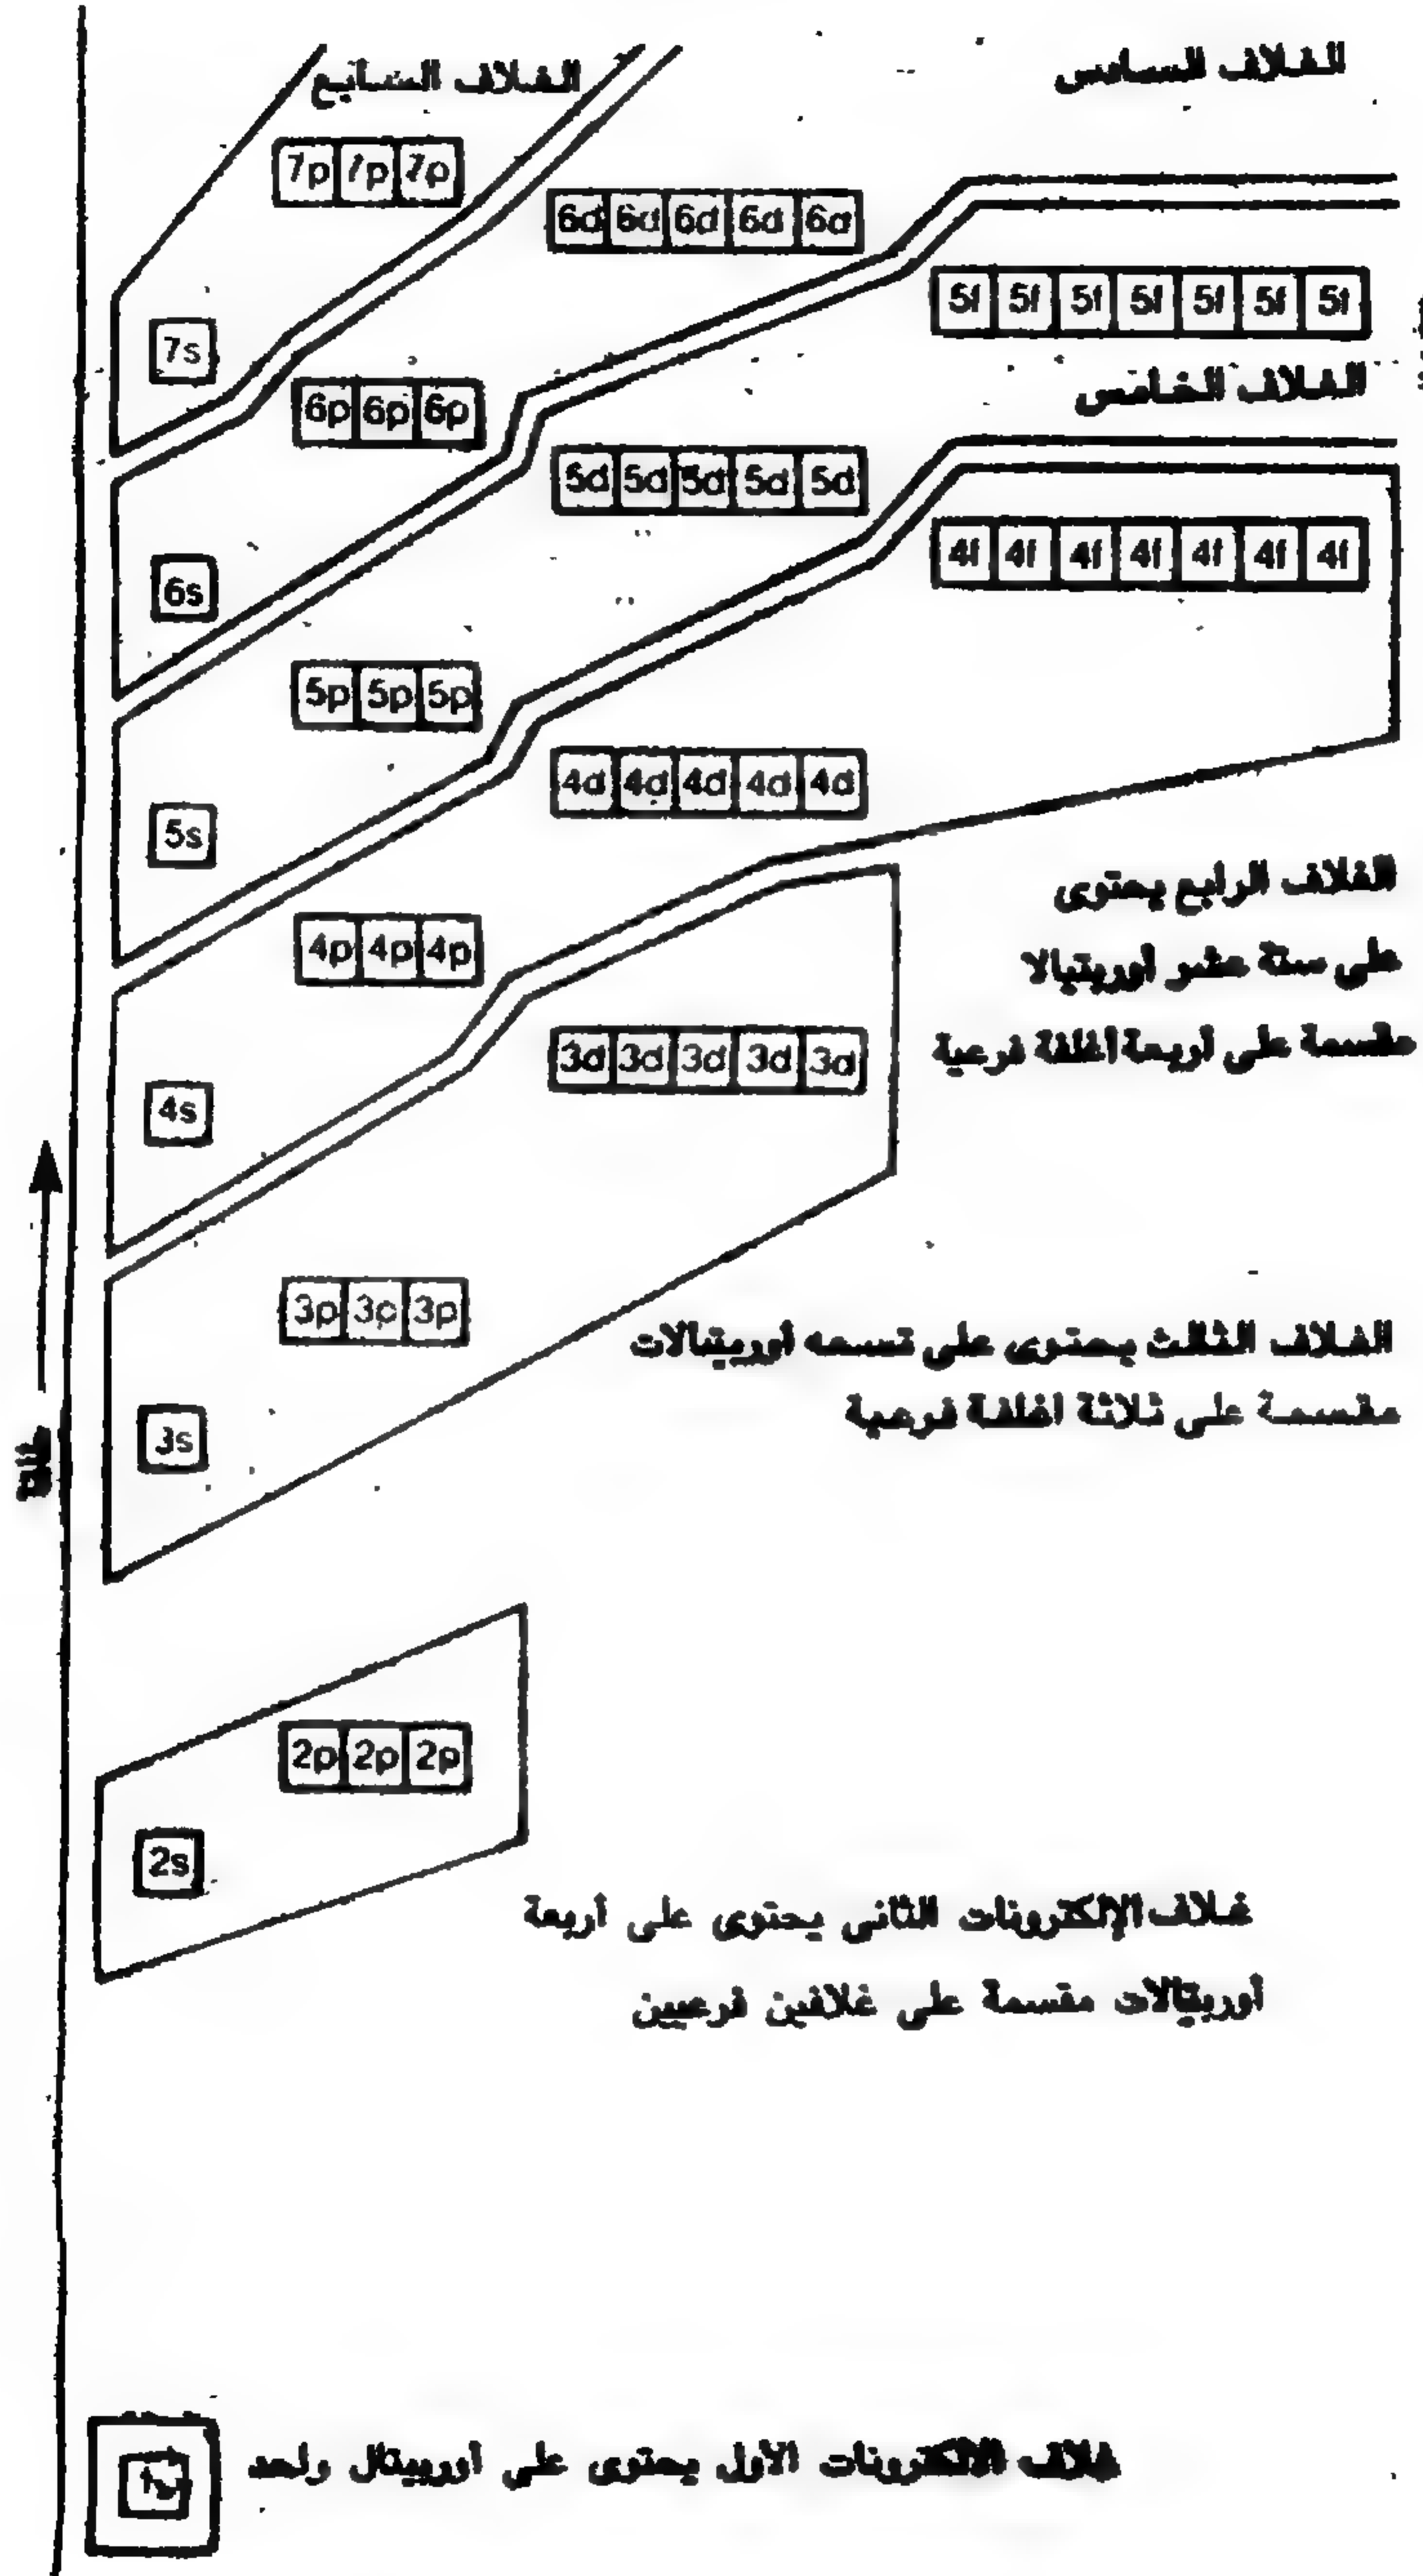 الغلاف السابع
الغلاف السادس
7p 7p 7p
6d 6d 6d 6d 6d
5f 5f 5f 5f 5f 5f 5f
7s
الغلاف الخامس
6p 6p 6p
5d 5d 5d 5d 5d
4f 4f 4f 4f 4f 4f 4f
6s
5p 5p 5p
4d 4d 4d 4d 4d
5s
الغلاف الرابع يحتوى
على ستة عشر أوربيتالا
مقسمة على أربعة أغلفة فرعية
4p 4p 4p
3d 3d 3d 3d 3d
4s
3p 3p 3p
الغلاف الثالث يحتوى على تسعه أوربيتالات
مقسمة على ثلاثة اغلفة فرعية
3s
طاقة
2p 2p 2p
2s
غلاف الإلكترونات الثانى يحتوى على أربعة
أوربيتالات مقسمة على غلافين فرعيين
غلاف الالكترونات الأول يحتوى على أوربيتال واحد